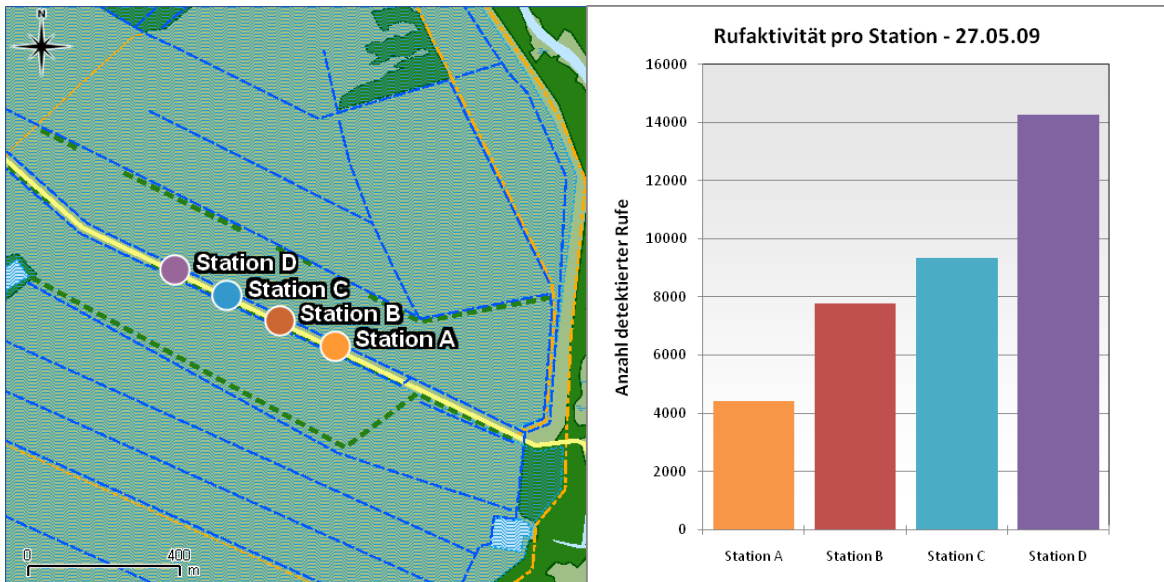 N
Station D
Station C
Station B
Station A
0 400
m
Rufaktivität pro Station - 27.05.09
Anzahl detektierter Rufe
16000
14000
12000
10000
8000
6000
4000
2000
0
Station A Station B Station C Station D